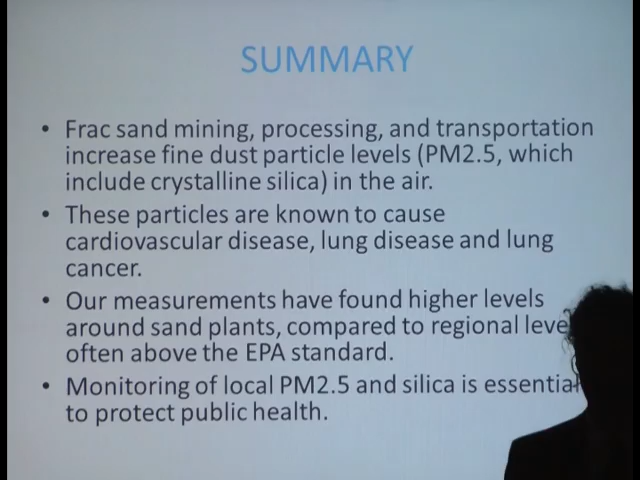 SUMMARY
• Frac sand mining, processing, and transportation
increase fine dust particle levels (PM2.5, which
include crystalline silica) in the air.
• These particles are known to cause
cardiovascular disease, lung disease and lung
cancer.
• Our measurements have found higher levels
around sand plants, compared to regional leve
often above the EPA standard.
• Monitoring of local PM2.5 and silica is essential
to protect public health.